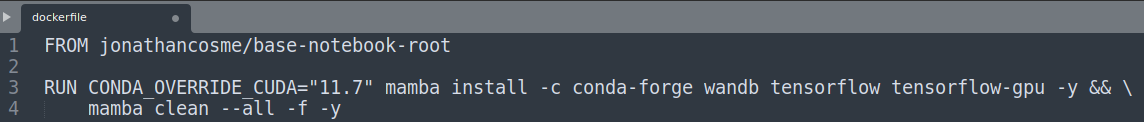 dockerfile
1 FROM jonathancosme/base-notebook-root
2
3 RUN CONDA_OVERRIDE_CUDA="11.7" mamba install -c conda-forge wandb tensorflow tensorflow-gpu -y && \
4 mamba clean --all -f -y